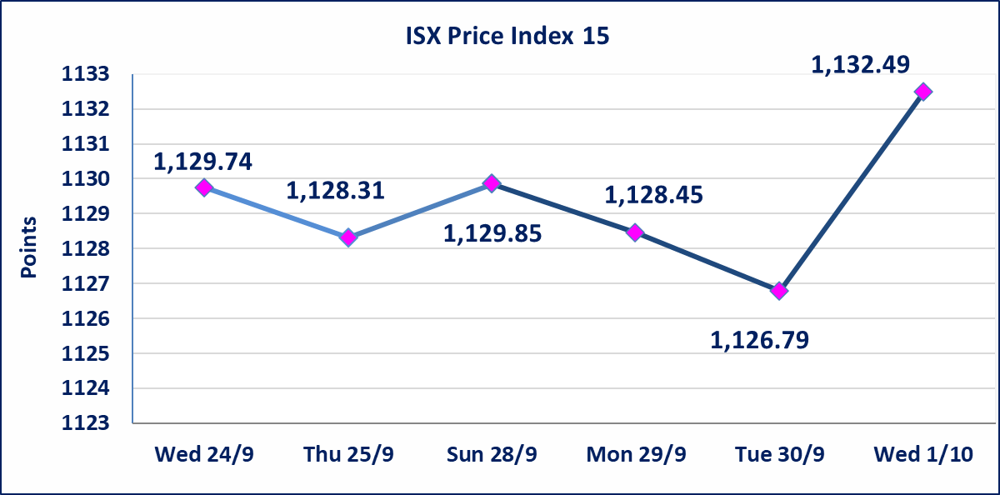 ISX Price Index 15
1,132.49
1133
1132
1131
1130
1129
1128
1127
1126
1125
1124
1123
Points
1,129.74
1,128.31
1,129.85
1,128.45
1,126.79
Wed 24/9
Thu 25/9
Sun 28/9
Mon 29/9
Tue 30/9
Wed 1/10